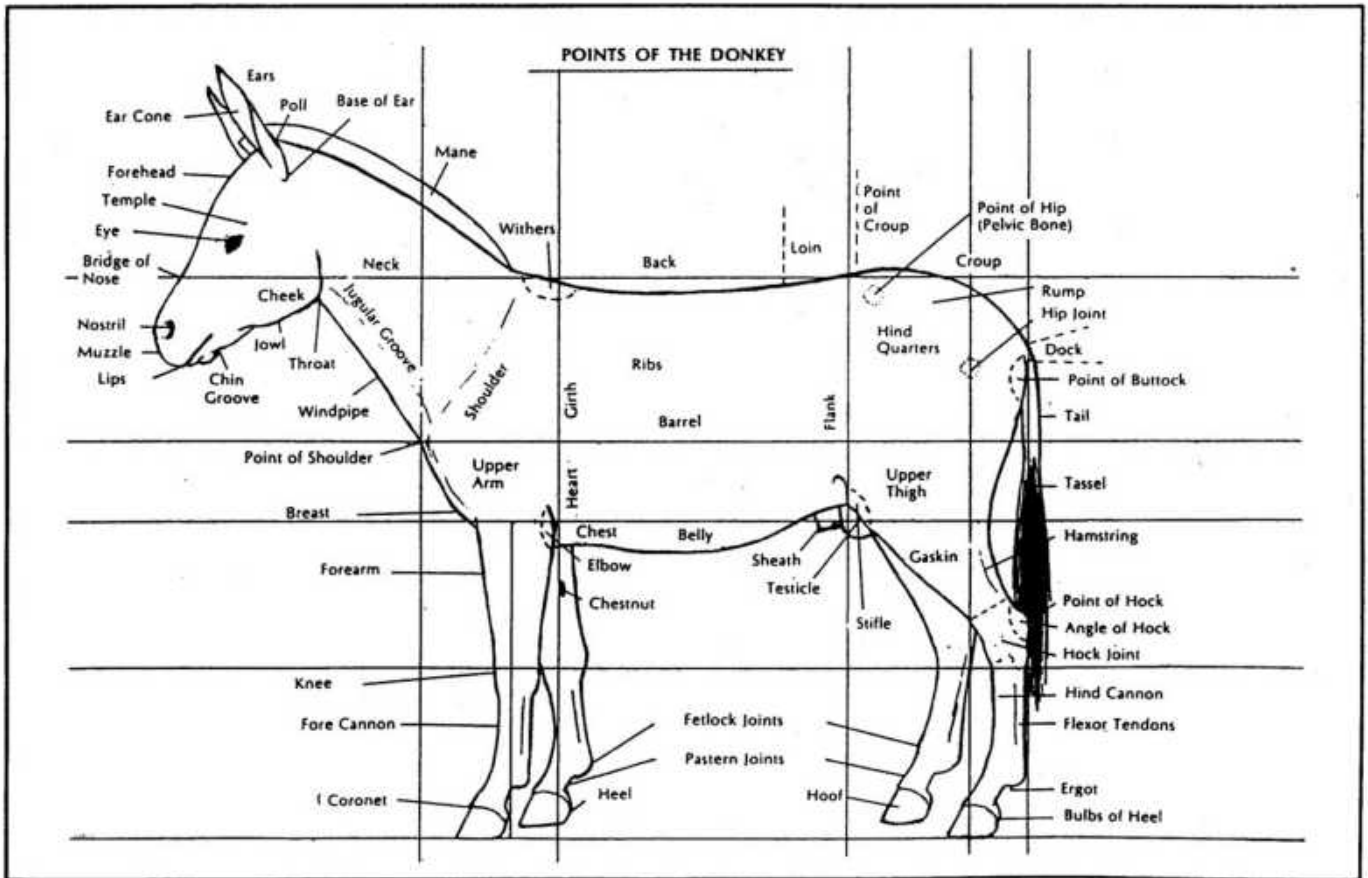 POINTS OF THE DONKEY
Ears
Ear Cone
Poll
Base of Ear
Forehead
Mane
Temple
Eye
Bridge of
Nose
Neck
Withers
Back
Loin
Point
of
Croup
Point of Hip
(Pelvic Bone)
Croup
Rump
Hip Joint
Cheek
Jugular Groove
Nostril
Muzzle
Lips
Jowl
Chin
Groove
Throat
Windpipe
Shoulder
Ribs
Girth
Barrel
Flank
Hind
Quarters
Dock
Point of Buttock
Tail
Point of Shoulder
Upper
Arm
Heart
Upper
Thigh
Tassel
Breast
Chest
Belly
Sheath
Testicle
Gaskin
Hamstring
Forearm
Elbow
Chestnut
Stifle
Point of Hock
Angle of Hock
Hock Joint
Knee
Fore Cannon
Fetlock Joints
Hind Cannon
Flexor Tendons
Pastern Joints
Coronet
Heel
Hoof
Ergot
Bulbs of Heel